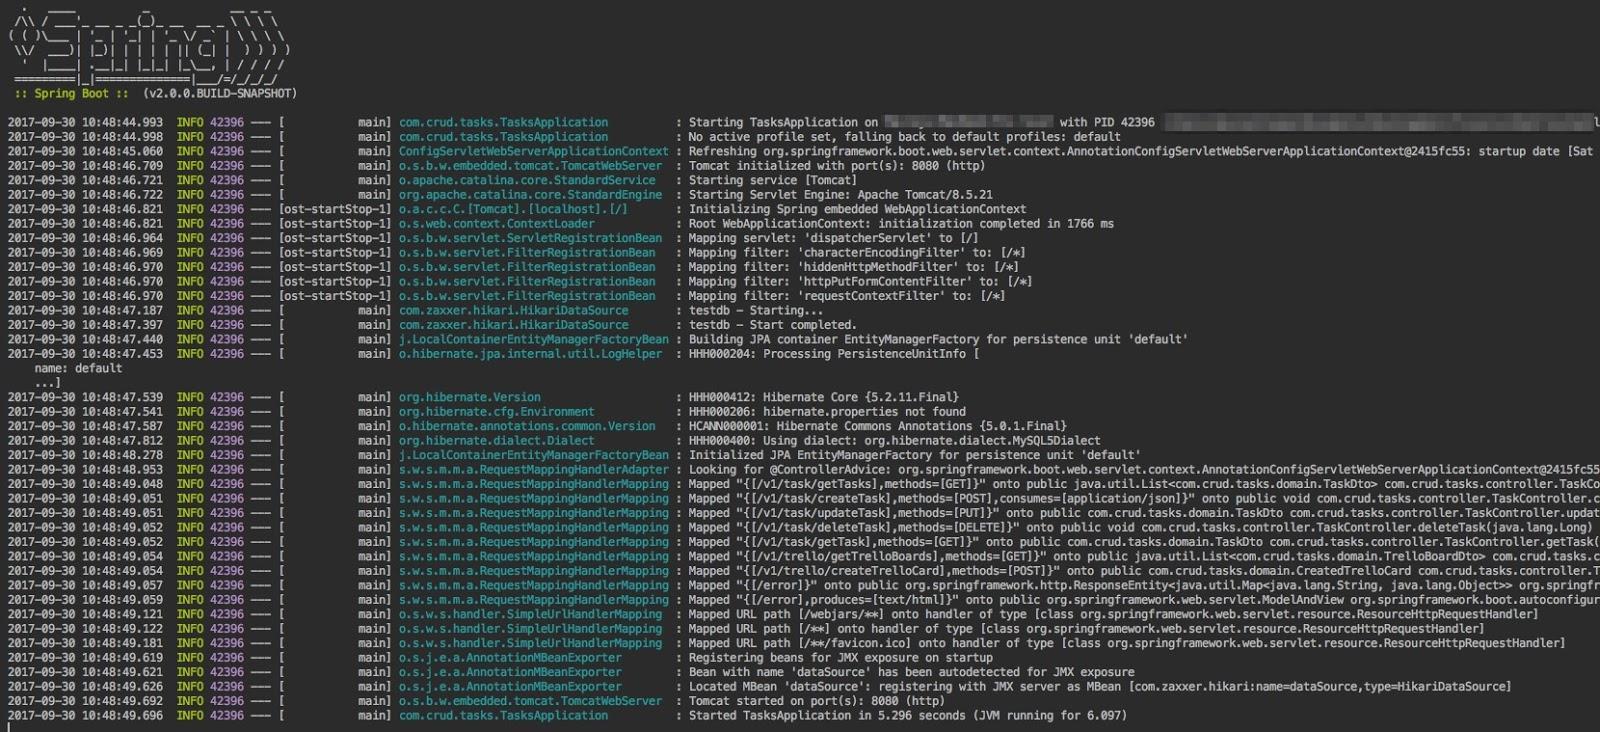 :: Spring Boot ::  (v2.0.0.BUILD-SNAPSHOT)
2017-09-30 10:48:44.993  INFO 42396 --- [           main] com.crud.tasks.TasksApplication          : Starting TasksApplication on with PID 42396
2017-09-30 10:48:44.998  INFO 42396 --- [           main] com.crud.tasks.TasksApplication          : No active profile set, falling back to default profiles: default
2017-09-30 10:48:45.060  INFO 42396 --- [           main] ConfigServletWebServerApplicationContext : Refreshing org.springframework.boot.web.servlet.context.AnnotationConfigServletWebServerApplicationContext@2415fc55: startup date [Sat
2017-09-30 10:48:46.709  INFO 42396 --- [           main] o.s.b.w.embedded.tomcat.TomcatWebServer  : Tomcat initialized with port(s): 8080 (http)
2017-09-30 10:48:46.721  INFO 42396 --- [           main] o.apache.catalina.core.StandardService   : Starting service [Tomcat]
2017-09-30 10:48:46.722  INFO 42396 --- [           main] org.apache.catalina.core.StandardEngine  : Starting Servlet Engine: Apache Tomcat/8.5.21
2017-09-30 10:48:46.821  INFO 42396 --- [ost-startStop-1] o.a.c.c.C.[Tomcat].[localhost].[/]       : Initializing Spring embedded WebApplicationContext
2017-09-30 10:48:46.821  INFO 42396 --- [ost-startStop-1] o.s.web.context.ContextLoader            : Root WebApplicationContext: initialization completed in 1766 ms
2017-09-30 10:48:46.964  INFO 42396 --- [ost-startStop-1] o.s.b.w.servlet.ServletRegistrationBean  : Mapping servlet: 'dispatcherServlet' to [/]
2017-09-30 10:48:46.969  INFO 42396 --- [ost-startStop-1] o.s.b.w.servlet.FilterRegistrationBean   : Mapping filter: 'characterEncodingFilter' to: [/*]
2017-09-30 10:48:46.970  INFO 42396 --- [ost-startStop-1] o.s.b.w.servlet.FilterRegistrationBean   : Mapping filter: 'hiddenHttpMethodFilter' to: [/*]
2017-09-30 10:48:46.970  INFO 42396 --- [ost-startStop-1] o.s.b.w.servlet.FilterRegistrationBean   : Mapping filter: 'httpPutFormContentFilter' to: [/*]
2017-09-30 10:48:46.970  INFO 42396 --- [ost-startStop-1] o.s.b.w.servlet.FilterRegistrationBean   : Mapping filter: 'requestContextFilter' to: [/*]
2017-09-30 10:48:47.187  INFO 42396 --- [           main] com.zaxxer.hikari.HikariDataSource       : testdb - Starting...
2017-09-30 10:48:47.397  INFO 42396 --- [           main] com.zaxxer.hikari.HikariDataSource       : testdb - Start completed.
2017-09-30 10:48:47.440  INFO 42396 --- [           main] j.LocalContainerEntityManagerFactoryBean : Building JPA container EntityManagerFactory for persistence unit 'default'
2017-09-30 10:48:47.453  INFO 42396 --- [           main] o.hibernate.jpa.internal.util.LogHelper  : HHH000204: Processing PersistenceUnitInfo [
name: default
...]
2017-09-30 10:48:47.539  INFO 42396 --- [           main] org.hibernate.Version                    : HHH000412: Hibernate Core {5.2.11.Final}
2017-09-30 10:48:47.541  INFO 42396 --- [           main] org.hibernate.cfg.Environment            : HHH000206: hibernate.properties not found
2017-09-30 10:48:47.587  INFO 42396 --- [           main] o.hibernate.annotations.common.Version   : HCANN000001: Hibernate Commons Annotations {5.0.1.Final}
2017-09-30 10:48:47.812  INFO 42396 --- [           main] org.hibernate.dialect.Dialect            : HHH000400: Using dialect: org.hibernate.dialect.MySQL5Dialect
2017-09-30 10:48:48.278  INFO 42396 --- [           main] j.LocalContainerEntityManagerFactoryBean : Initialized JPA EntityManagerFactory for persistence unit 'default'
2017-09-30 10:48:48.953  INFO 42396 --- [           main] s.w.s.m.m.a.RequestMappingHandlerAdapter : Looking for @ControllerAdvice: org.springframework.boot.web.servlet.context.AnnotationConfigServletWebServerApplicationContext@2415fc55
2017-09-30 10:48:49.048  INFO 42396 --- [           main] s.w.s.m.m.a.RequestMappingHandlerMapping : Mapped "{[/v1/task/getTasks],methods=[GET]}" onto public java.util.List<com.crud.tasks.domain.TaskDto> com.crud.tasks.controller.TaskCo
2017-09-30 10:48:49.051  INFO 42396 --- [           main] s.w.s.m.m.a.RequestMappingHandlerMapping : Mapped "{[/v1/task/createTask],methods=[POST],consumes=[application/json]}" onto public void com.crud.tasks.controller.TaskController.c
2017-09-30 10:48:49.051  INFO 42396 --- [           main] s.w.s.m.m.a.RequestMappingHandlerMapping : Mapped "{[/v1/task/updateTask],methods=[PUT]}" onto public com.crud.tasks.domain.TaskDto com.crud.tasks.controller.TaskController.updat
2017-09-30 10:48:49.052  INFO 42396 --- [           main] s.w.s.m.m.a.RequestMappingHandlerMapping : Mapped "{[/v1/task/deleteTask],methods=[DELETE]}" onto public void com.crud.tasks.controller.TaskController.deleteTask(java.lang.Long)
2017-09-30 10:48:49.052  INFO 42396 --- [           main] s.w.s.m.m.a.RequestMappingHandlerMapping : Mapped "{[/v1/task/getTask],methods=[GET]}" onto public com.crud.tasks.domain.TaskDto com.crud.tasks.controller.TaskController.getTask(
2017-09-30 10:48:49.054  INFO 42396 --- [           main] s.w.s.m.m.a.RequestMappingHandlerMapping : Mapped "{[/v1/trello/getTrelloBoards],methods=[GET]}" onto public java.util.List<com.crud.tasks.domain.TrelloBoardDto> com.crud.tasks.c
2017-09-30 10:48:49.054  INFO 42396 --- [           main] s.w.s.m.m.a.RequestMappingHandlerMapping : Mapped "{[/v1/trello/createTrelloCard],methods=[POST]}" onto public com.crud.tasks.domain.CreatedTrelloCard com.crud.tasks.controller.T
2017-09-30 10:48:49.057  INFO 42396 --- [           main] s.w.s.m.m.a.RequestMappingHandlerMapping : Mapped "{[/error]}" onto public org.springframework.http.ResponseEntity<java.util.Map<java.lang.String, java.lang.Object>> org.springfr
2017-09-30 10:48:49.059  INFO 42396 --- [           main] s.w.s.m.m.a.RequestMappingHandlerMapping : Mapped "{[/error],produces=[text/html]}" onto public org.springframework.web.servlet.ModelAndView org.springframework.boot.autoconfigur
2017-09-30 10:48:49.121  INFO 42396 --- [           main] o.s.w.s.handler.SimpleUrlHandlerMapping  : Mapped URL path [/webjars/**] onto handler of type [class org.springframework.web.servlet.resource.ResourceHttpRequestHandler]
2017-09-30 10:48:49.122  INFO 42396 --- [           main] o.s.w.s.handler.SimpleUrlHandlerMapping  : Mapped URL path [/**] onto handler of type [class org.springframework.web.servlet.resource.ResourceHttpRequestHandler]
2017-09-30 10:48:49.181  INFO 42396 --- [           main] o.s.w.s.handler.SimpleUrlHandlerMapping  : Mapped URL path [/**/favicon.ico] onto handler of type [class org.springframework.web.servlet.resource.ResourceHttpRequestHandler]
2017-09-30 10:48:49.619  INFO 42396 --- [           main] o.s.j.e.a.AnnotationMBeanExporter        : Registering beans for JMX exposure on startup
2017-09-30 10:48:49.621  INFO 42396 --- [           main] o.s.j.e.a.AnnotationMBeanExporter        : Bean with name 'dataSource' has been autodetected for JMX exposure
2017-09-30 10:48:49.626  INFO 42396 --- [           main] o.s.j.e.a.AnnotationMBeanExporter        : Located MBean 'dataSource': registering with JMX server as MBean [com.zaxxer.hikari:name=dataSource,type=HikariDataSource]
2017-09-30 10:48:49.692  INFO 42396 --- [           main] o.s.b.w.embedded.tomcat.TomcatWebServer  : Tomcat started on port(s): 8080 (http)
2017-09-30 10:48:49.696  INFO 42396 --- [           main] com.crud.tasks.TasksApplication          : Started TasksApplication in 5.296 seconds (JVM running for 6.097)